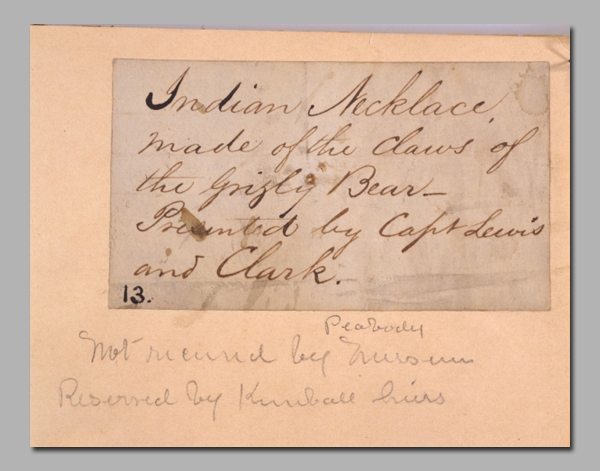 Indian Necklace,
made of the claws of
the Grizly Bear—
Presented by Capt Lewis
and Clark.
13.
Peabody
Not received by Museum
Reserved by Kimball heirs